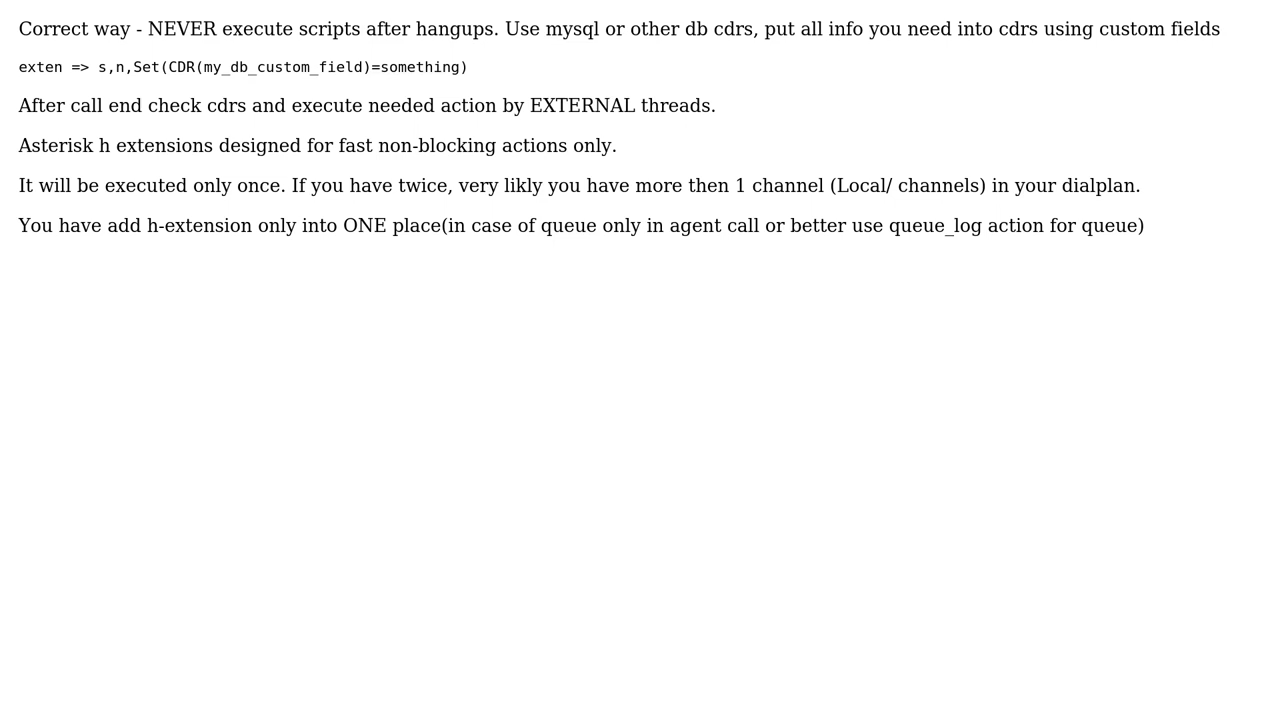 Correct way - NEVER execute scripts after hangups. Use mysql or other db cdrs, put all info you need into cdrs using custom fields
exten => s,n,Set(CDR(my_db_custom_field)=something)
After call end check cdrs and execute needed action by EXTERNAL threads.
Asterisk h extensions designed for fast non-blocking actions only.
It will be executed only once. If you have twice, very likly you have more then 1 channel (Local/ channels) in your dialplan.
You have add h-extension only into ONE place(in case of queue only in agent call or better use queue_log action for queue)